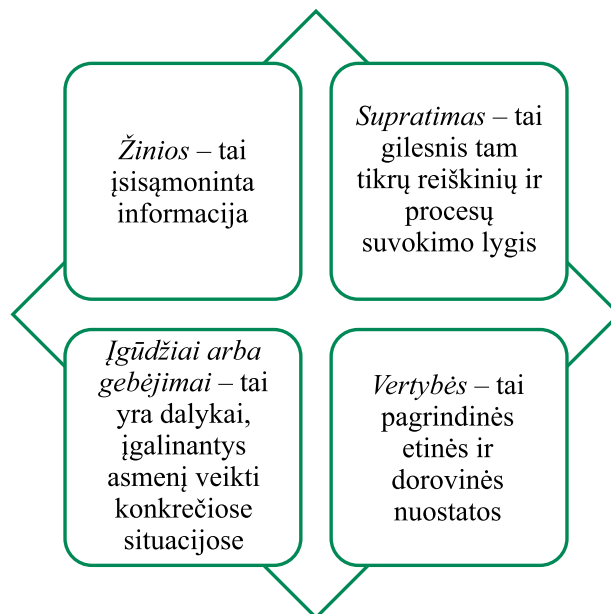 Žinios – tai
įsisąmoninta
informacija
Supratimas – tai
gilesnis tam
tikrų reiškinių ir
procesų
suvokimo lygis
Įgūdžiai arba
gebėjimai – tai
yra dalykai,
įgalinantys
asmenį veikti
konkrečiose
situacijose
Vertybės – tai
pagrindinės
etinės ir
dorovinės
nuostatos